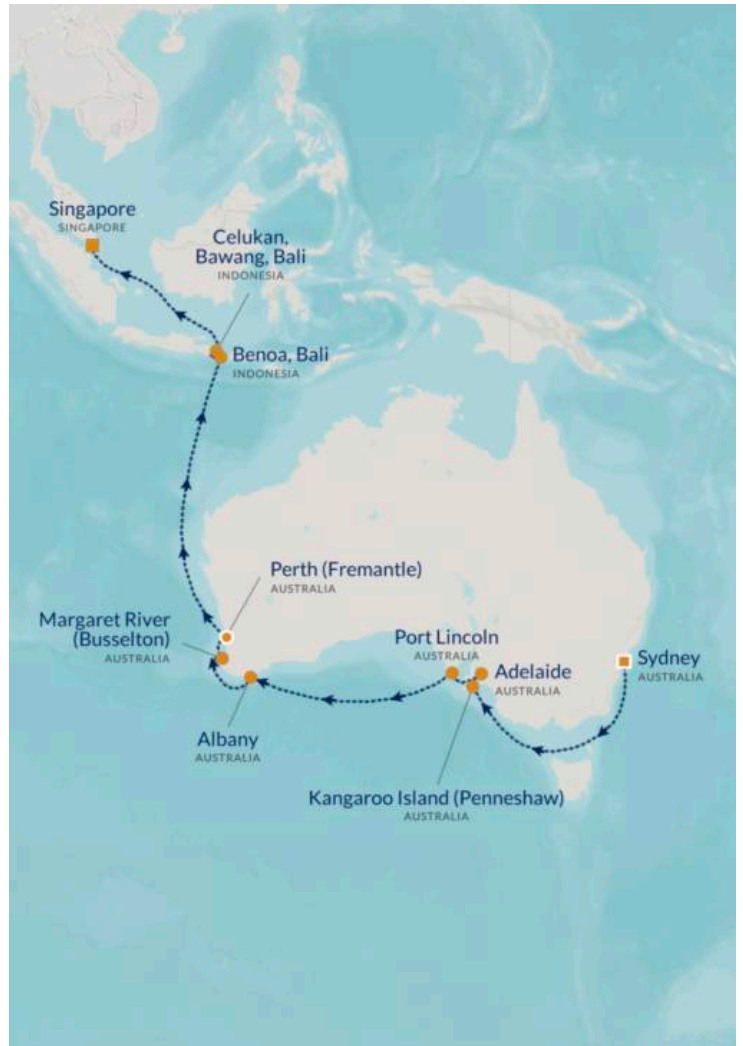 Singapore
SINGAPORE
Celukan,
Bawang, Bali
INDONESIA
Benoa, Bali
INDONESIA
Perth (Fremantle)
AUSTRALIA
Margaret River
(Busselton)
AUSTRALIA
Port Lincoln
AUSTRALIA
Adelaide
AUSTRALIA
Sydney
AUSTRALIA
Albany
AUSTRALIA
Kangaroo Island (Penneshaw)
AUSTRALIA